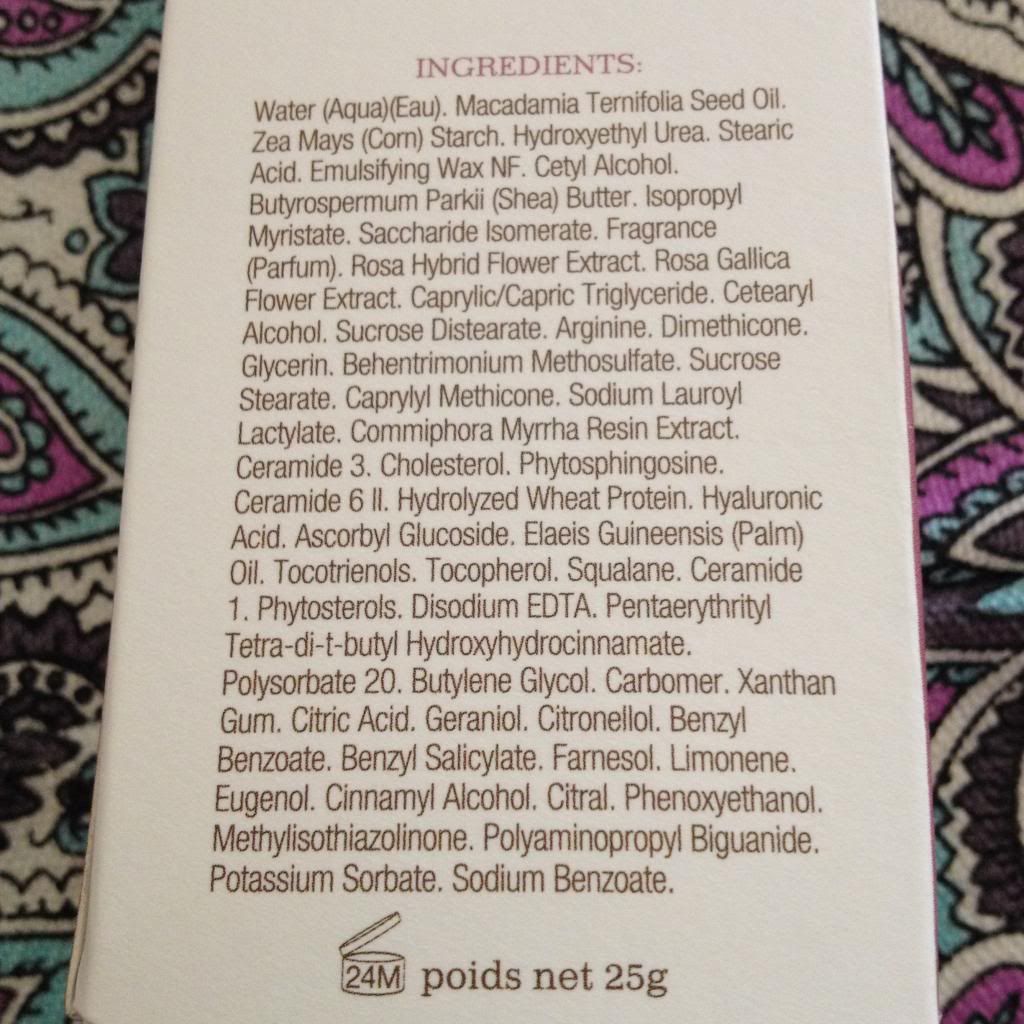 INGREDIENTS:
Water (Aqua)(Eau). Macadamia Ternifolia Seed Oil.
Zea Mays (Corn) Starch. Hydroxyethyl Urea. Stearic
Acid. Emulsifying Wax NF. Cetyl Alcohol.
Butyrospermum Parkii (Shea) Butter. Isopropyl
Myristate. Saccharide Isomerate. Fragrance
(Parfum). Rosa Hybrid Flower Extract. Rosa Gallica
Flower Extract. Caprylic/Capric Triglyceride. Cetearyl
Alcohol. Sucrose Distearate. Arginine. Dimethicone.
Glycerin. Behentrimonium Methosulfate. Sucrose
Stearate. Caprylyl Methicone. Sodium Lauroyl
Lactylate. Commiphora Myrrha Resin Extract.
Ceramide 3. Cholesterol. Phytosphingosine.
Ceramide 6 II. Hydrolyzed Wheat Protein. Hyaluronic
Acid. Ascorbyl Glucoside. Elaeis Guineensis (Palm)
Oil. Tocotrienols. Tocopherol. Squalane. Ceramide
1. Phytosterols. Disodium EDTA. Pentaerythrityl
Tetra-di-t-butyl Hydroxyhydrocinnamate.
Polysorbate 20. Butylene Glycol. Carbomer. Xanthan
Gum. Citric Acid. Geraniol. Citronellol. Benzyl
Benzoate. Benzyl Salicylate. Farnesol. Limonene.
Eugenol. Cinnamyl Alcohol. Citral. Phenoxyethanol.
Methylisothiazolinone. Polyaminopropyl Biguanide.
Potassium Sorbate. Sodium Benzoate.
24M poids net 25g